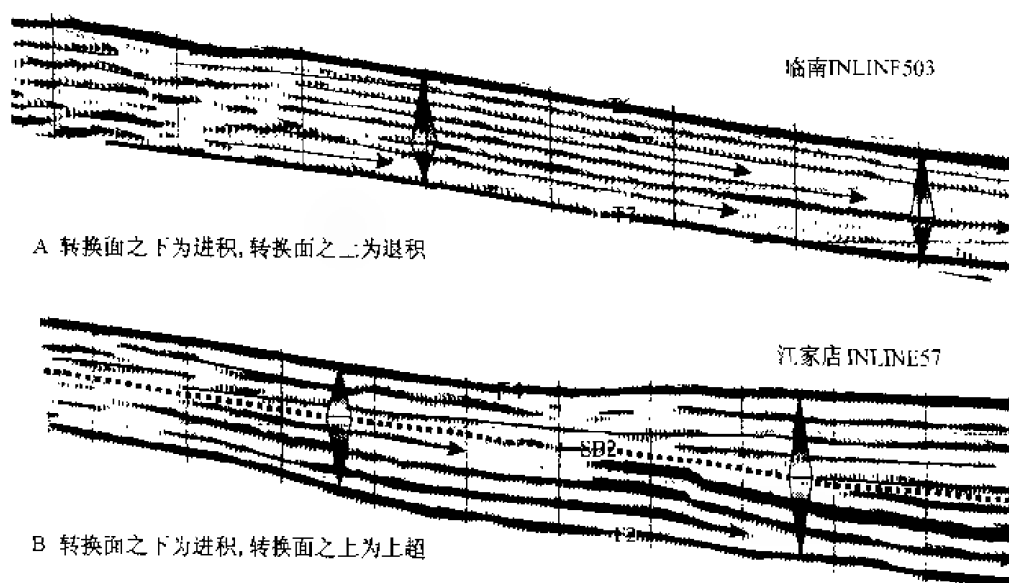 临南INLINE503
T7
A 转换面之下为进积, 转换面之上为退积
江家店 INLINE57
SB2
B 转换面之下为进积, 转换面之上为上超